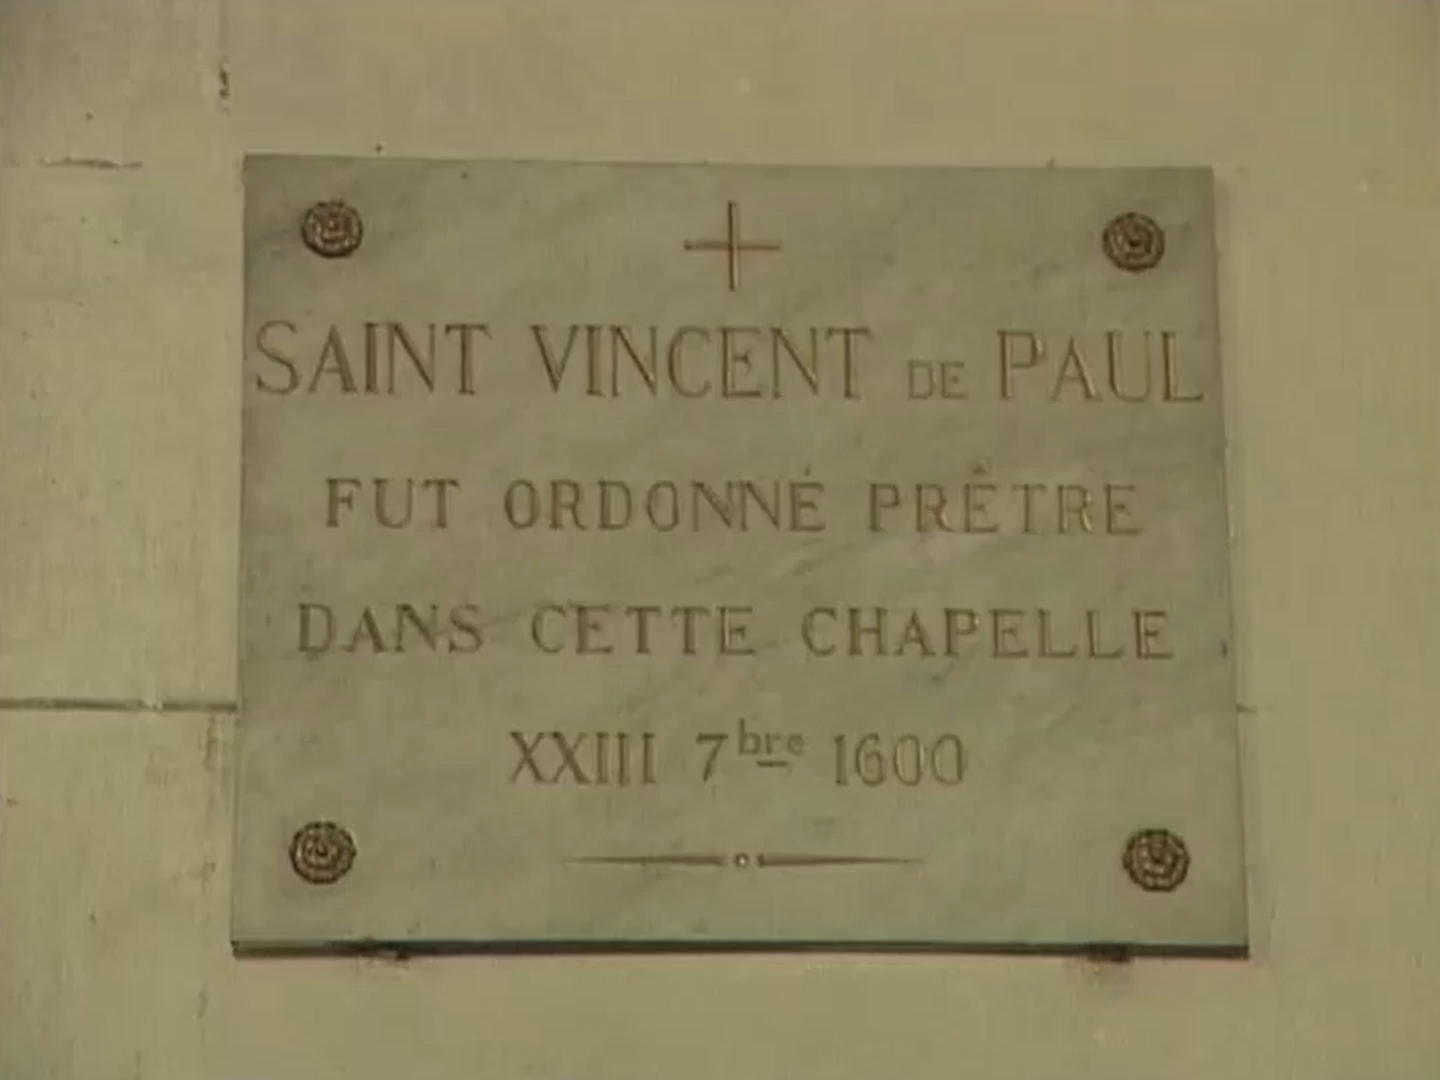 SAINT VINCENT DE PAUL
FUT ORDONNÉ PRÊTRE
DANS CETTE CHAPELLE
XXIII 7bre 1600